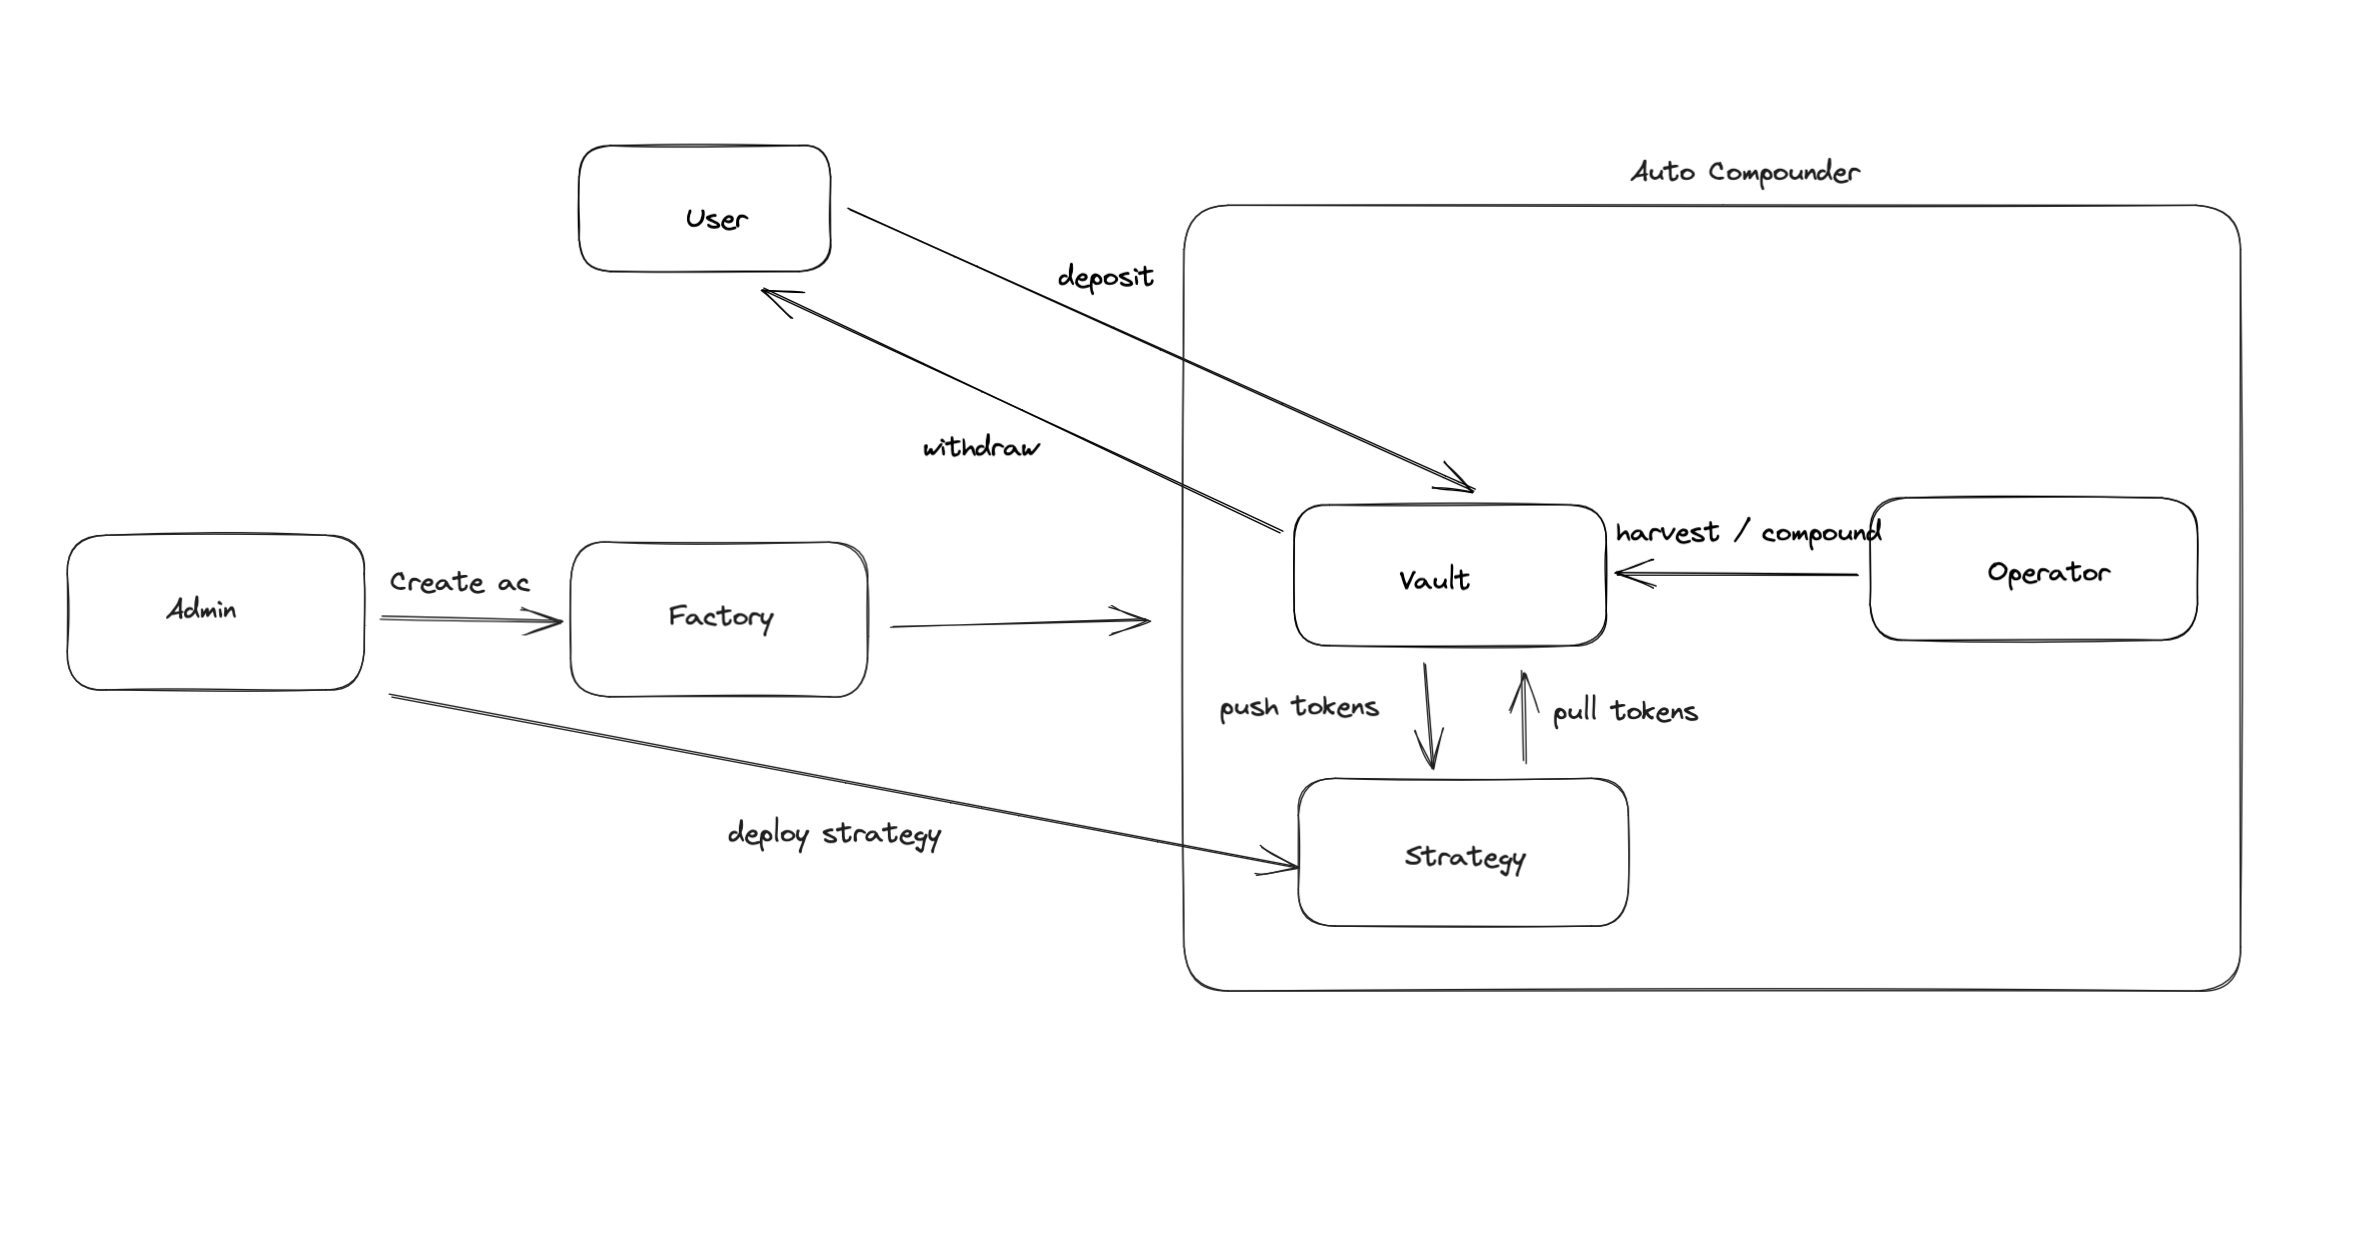 Auto Compounder
User
deposit
withdraw
harvest / compound
Vault
Operator
Create ac
Admin
Factory
push tokens
pull tokens
deploy strategy
Strategy